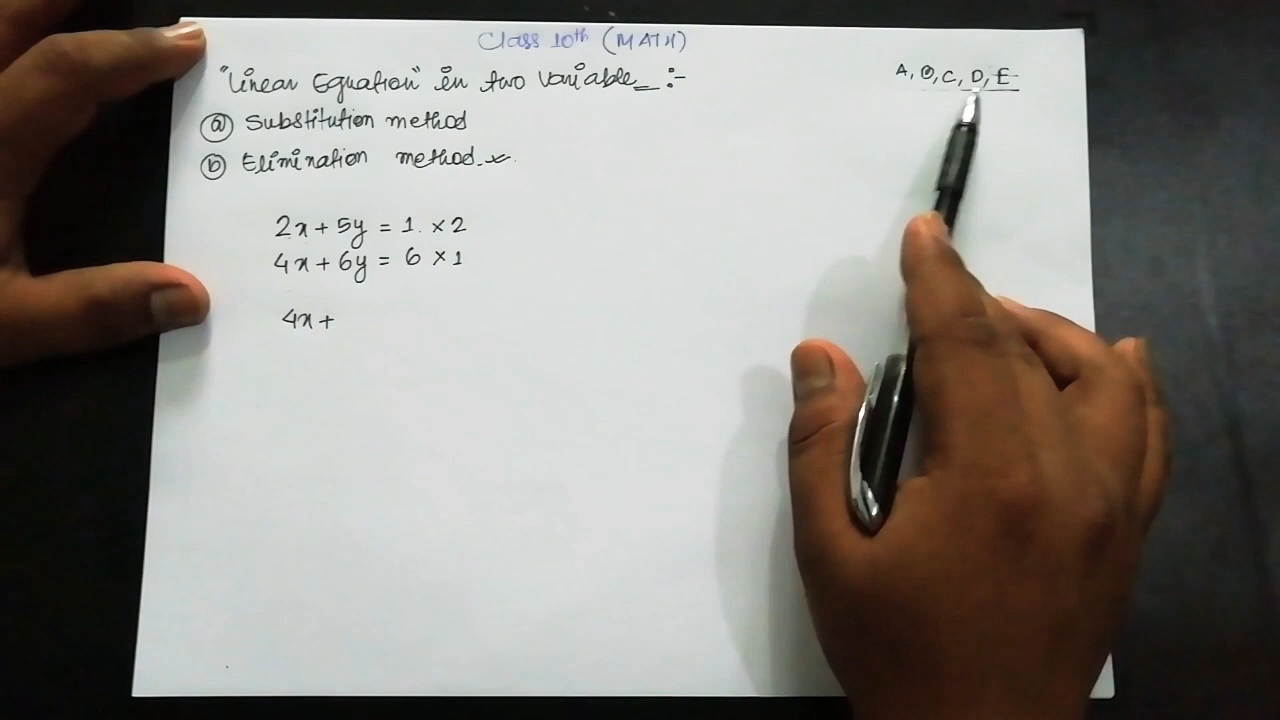 Class 10th (MATH)
"Linear Equation" in two Variable :-
A, B, C, D, E
(a) Substitution method
(b) Elimination method
2x + 5y = 1 × 2
4x + 6y = 6 × 1
4x +